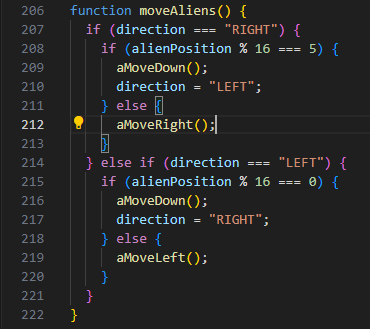 206 function moveAliens() {
207   if (direction === "RIGHT") {
208     if (alienPosition % 16 === 5) {
209       aMoveDown();
210       direction = "LEFT";
211     } else {
212       aMoveRight();
213     }
214   } else if (direction === "LEFT") {
215     if (alienPosition % 16 === 0) {
216       aMoveDown();
217       direction = "RIGHT";
218     } else {
219       aMoveLeft();
220     }
221   }
222 }